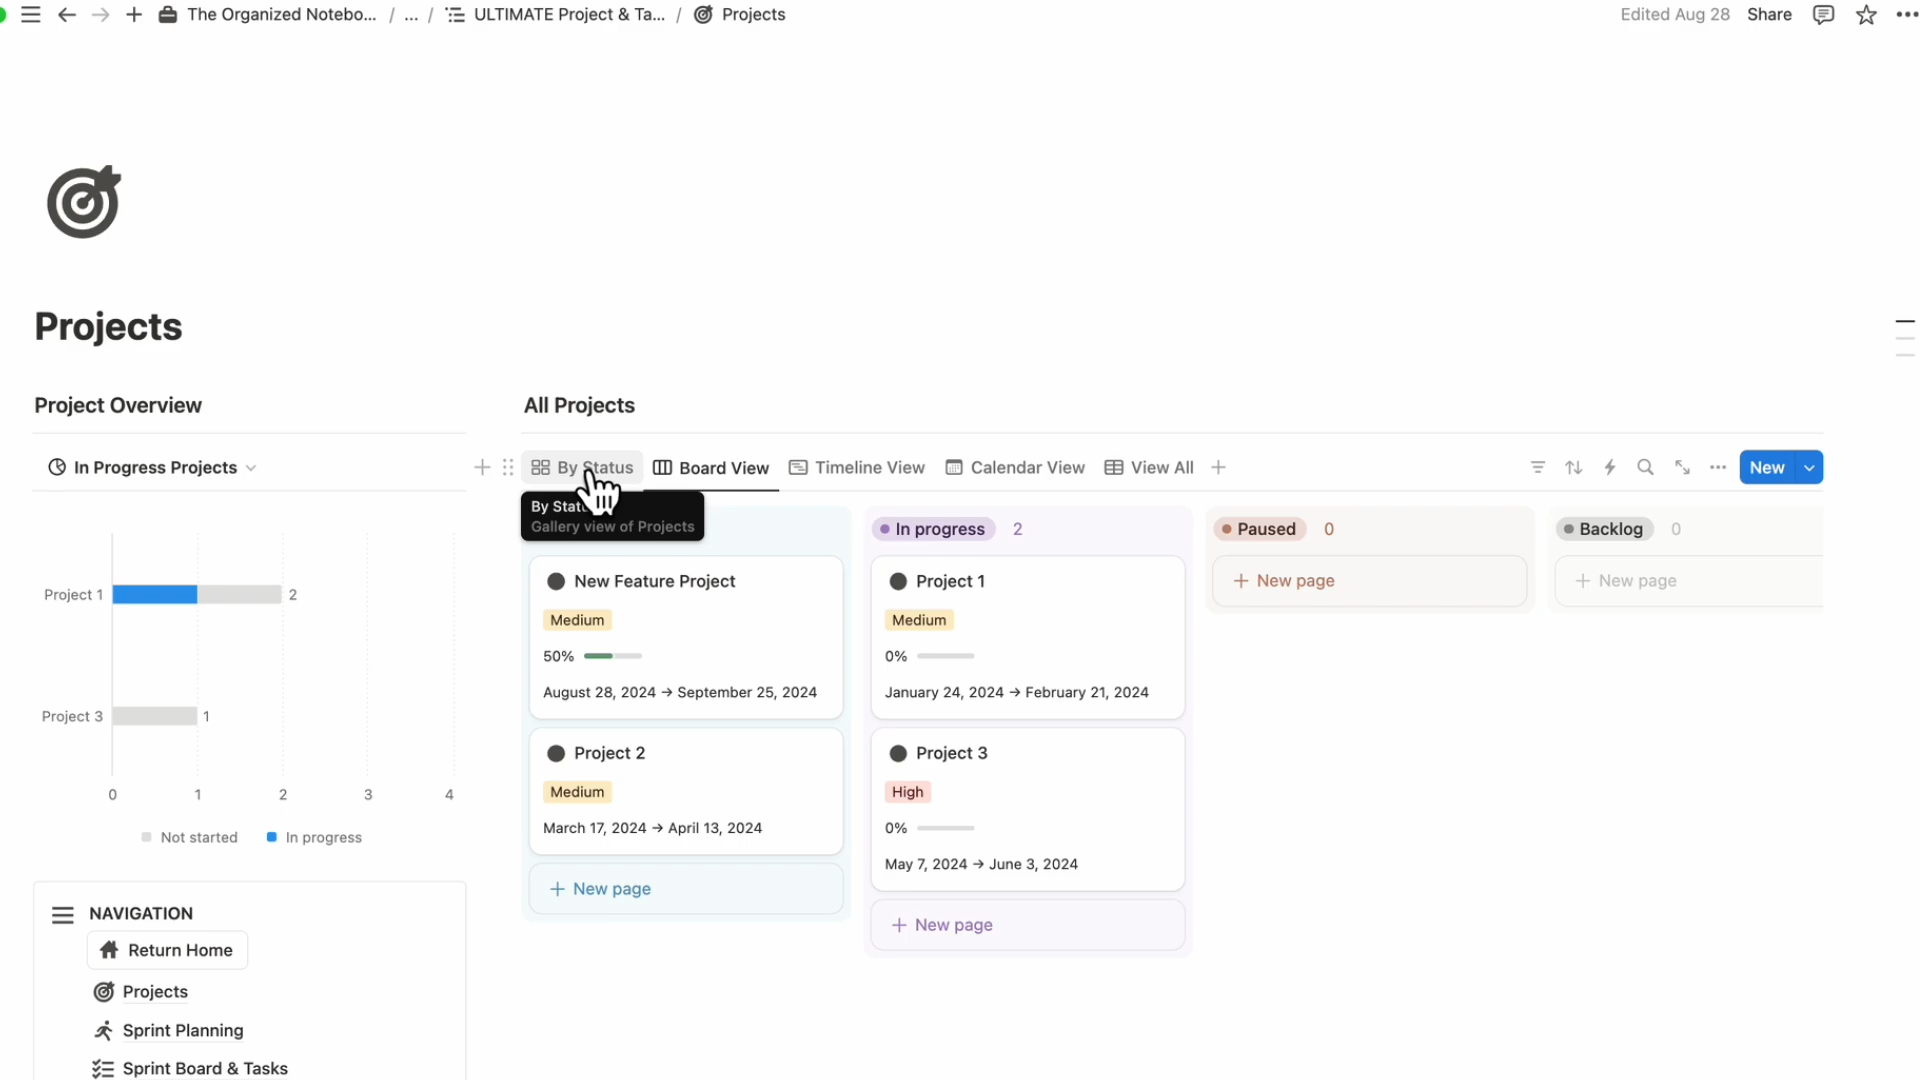 The Organized Notebo... / ... / ULTIMATE Project & Ta... / Projects
Edited Aug 28 Share
Projects
Project Overview
In Progress Projects
Project 1
2
Project 3
1
0 1 2 3 4
Not started In progress
NAVIGATION
Return Home
Projects
Sprint Planning
Sprint Board & Tasks
All Projects
By Status Board View Timeline View Calendar View View All
New
Gallery view of Projects
New Feature Project
Medium
50%
August 28, 2024 → September 25, 2024
Project 2
Medium
March 17, 2024 → April 13, 2024
New page
In progress 2
Project 1
Medium
0%
January 24, 2024 → February 21, 2024
Project 3
High
0%
May 7, 2024 → June 3, 2024
New page
Paused 0
New page
Backlog 0
New page